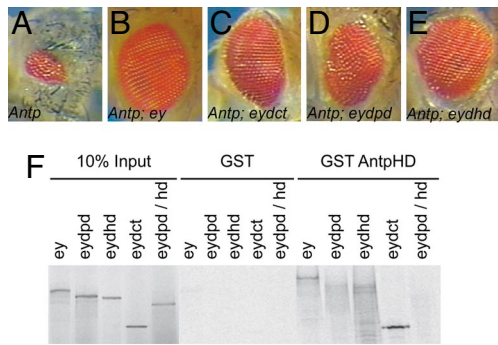 A B C D E
Antp Antp; ey Antp; eydct Antp; eydpd Antp; eydhd
F 10% Input GST GST AntpHD
ey eydpd eydhd eydct eydpd / hd ey eydpd eydhd eydct eydpd / hd ey eydpd eydhd eydct eydpd / hd